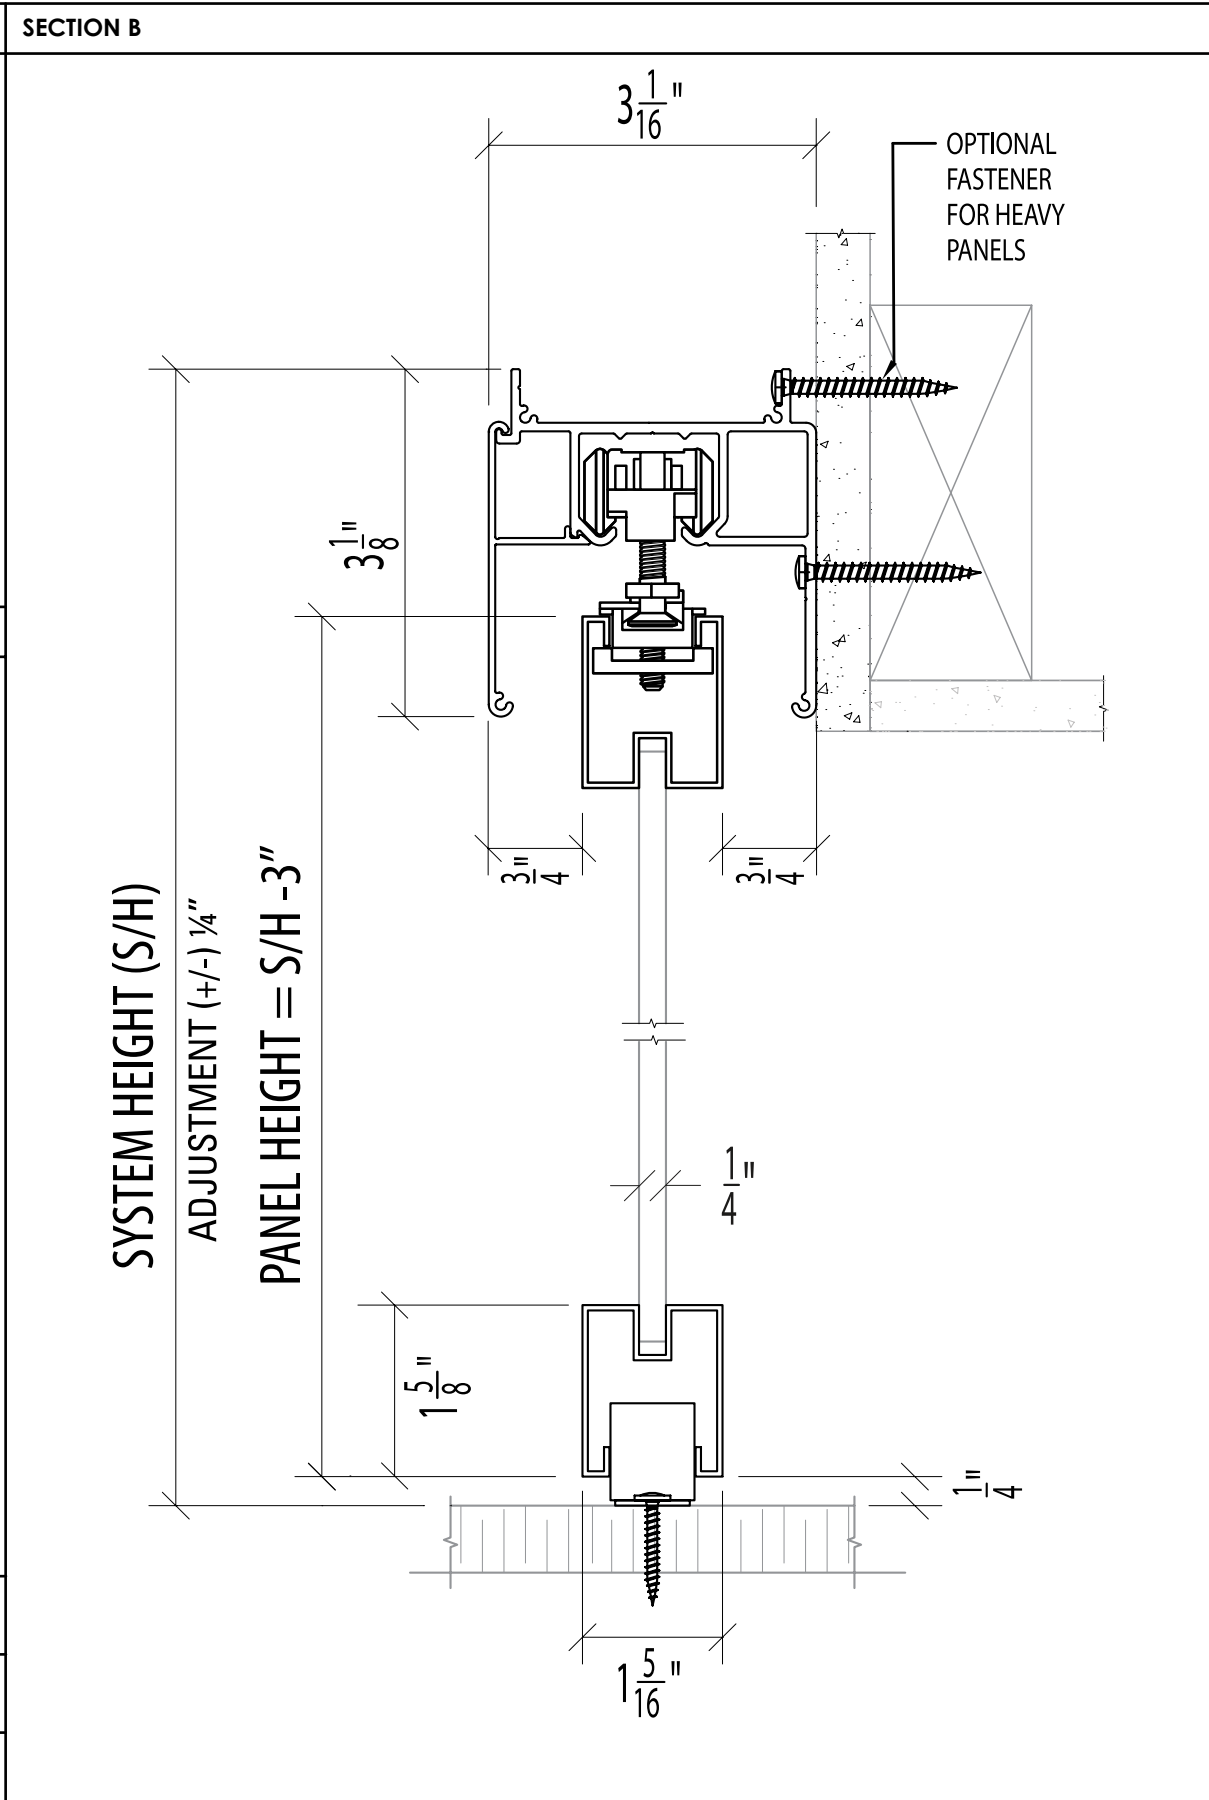 SECTION B
3 1/16"
OPTIONAL
FASTENER
FOR HEAVY
PANELS
3 1/8"
3/4"
3/4"
SYSTEM HEIGHT (S/H)
ADJUSTMENT (+/-) ¼”
PANEL HEIGHT = S/H -3”
1/4"
1 5/8"
1/4"
1 5/16"